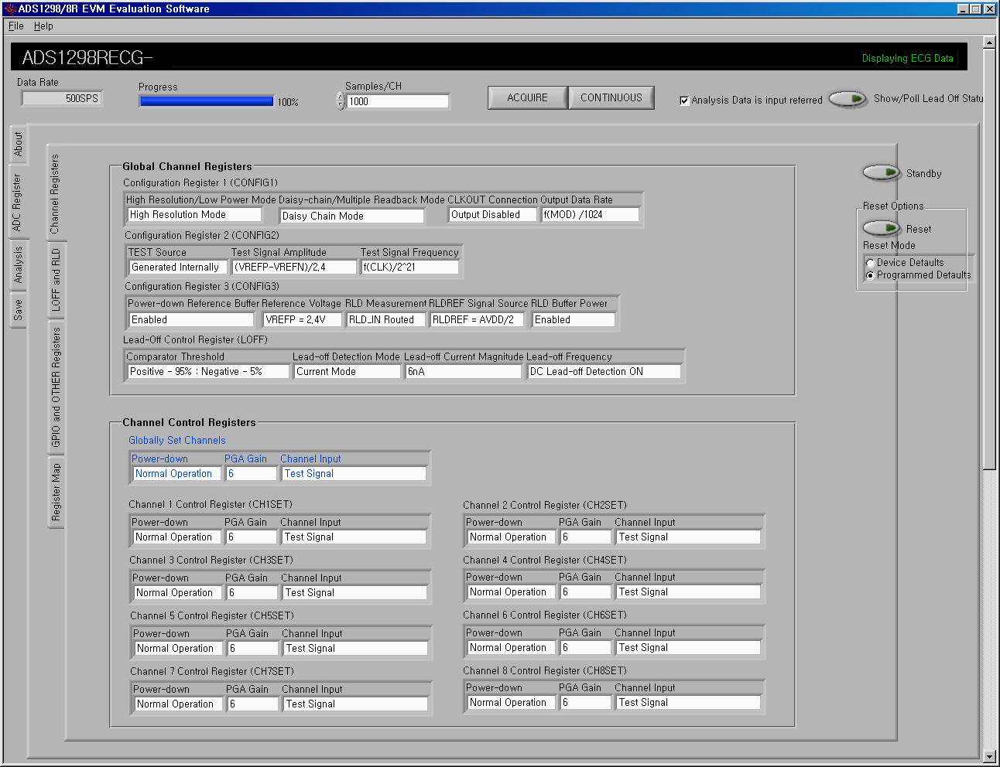 ADS1298/8R EVM Evaluation Software
File Help
ADS1298RECG-
Displaying ECG Data
Data Rate
500SPS
Progress
100%
Samples/CH
1000
ACQUIRE
CONTINUOUS
Analysis Data is input referred
Show/Poll Lead Off Statu
About
ADC Register
Analysis
Save
Channel Registers
LOFF and RLD
GPIO and OTHER Registers
Register Map
Global Channel Registers
Configuration Register 1 (CONFIG1)
High Resolution/Low Power Mode Daisy-chain/Multiple Readback Mode CLKOUT Connection Output Data Rate
High Resolution Mode Daisy Chain Mode Output Disabled f(MOD) /1024
Configuration Register 2 (CONFIG2)
TEST Source Test Signal Amplitude Test Signal Frequency
Generated Internally (VREFP-VREFN)/2,4 f(CLK)/2^21
Configuration Register 3 (CONFIG3)
Power-down Reference Buffer Reference Voltage RLD Measurement RLDREF Signal Source RLD Buffer Power
Enabled VREFP = 2,4V RLD_IN Routed RLDREF = AVDD/2 Enabled
Lead-Off Control Register (LOFF)
Comparator Threshold Lead-off Detection Mode Lead-off Current Magnitude Lead-off Frequency
Positive - 95% : Negative - 5% Current Mode 6nA DC Lead-off Detection ON
Standby
Reset Options
Reset
Reset Mode
Device Defaults
Programmed Defaults
Channel Control Registers
Globally Set Channels
Power-down PGA Gain Channel Input
Normal Operation 6 Test Signal
Channel 1 Control Register (CH1SET)
Power-down PGA Gain Channel Input
Normal Operation 6 Test Signal
Channel 2 Control Register (CH2SET)
Power-down PGA Gain Channel Input
Normal Operation 6 Test Signal
Channel 3 Control Register (CH3SET)
Power-down PGA Gain Channel Input
Normal Operation 6 Test Signal
Channel 4 Control Register (CH4SET)
Power-down PGA Gain Channel Input
Normal Operation 6 Test Signal
Channel 5 Control Register (CH5SET)
Power-down PGA Gain Channel Input
Normal Operation 6 Test Signal
Channel 6 Control Register (CH6SET)
Power-down PGA Gain Channel Input
Normal Operation 6 Test Signal
Channel 7 Control Register (CH7SET)
Power-down PGA Gain Channel Input
Normal Operation 6 Test Signal
Channel 8 Control Register (CH8SET)
Power-down PGA Gain Channel Input
Normal Operation 6 Test Signal